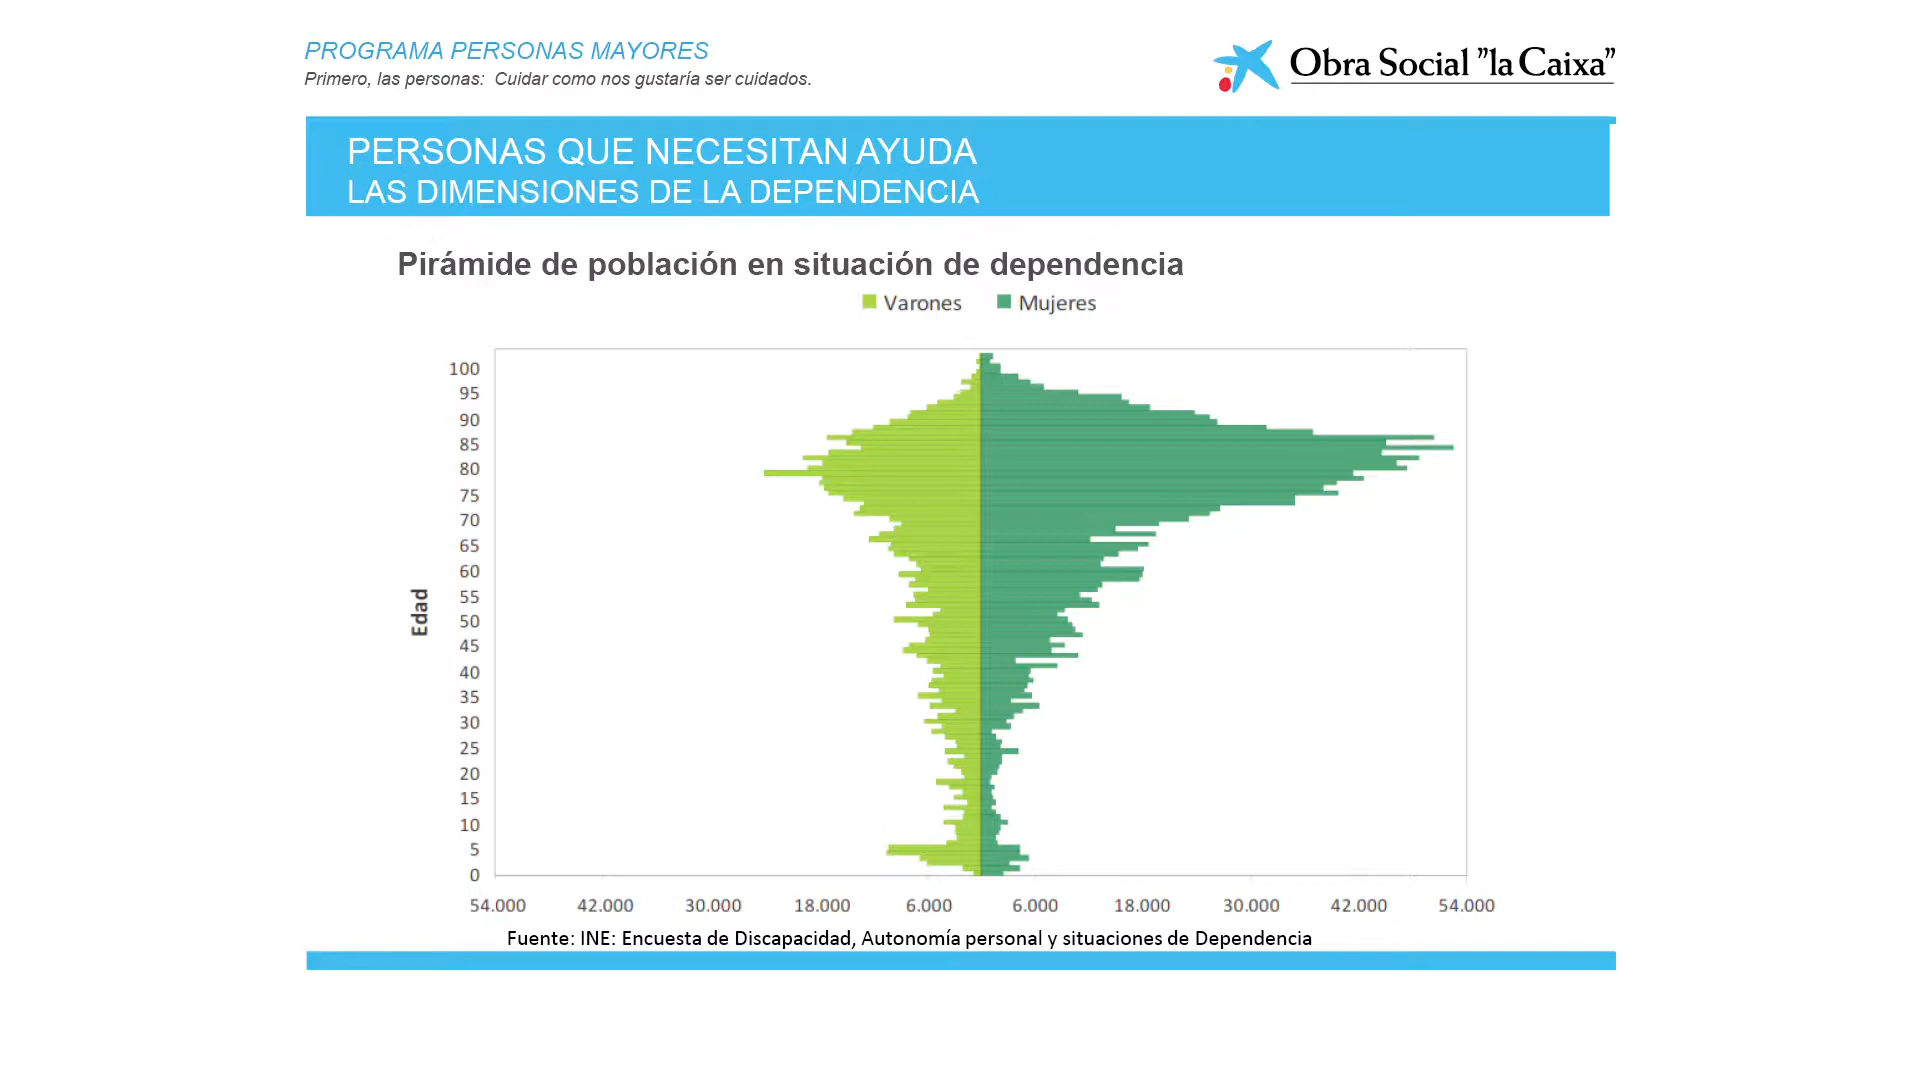 PROGRAMA PERSONAS MAYORES
Primero, las personas: Cuidar como nos gustaría ser cuidados.
Obra Social "la Caixa"
PERSONAS QUE NECESITAN AYUDA
LAS DIMENSIONES DE LA DEPENDENCIA
Pirámide de población en situación de dependencia
Varones Mujeres
100
95
90
85
80
75
70
65
60
55
50
45
40
35
30
25
20
15
10
5
0
Edad
54.000 42.000 30.000 18.000 6.000 6.000 18.000 30.000 42.000 54.000
Fuente: INE: Encuesta de Discapacidad, Autonomía personal y situaciones de Dependencia